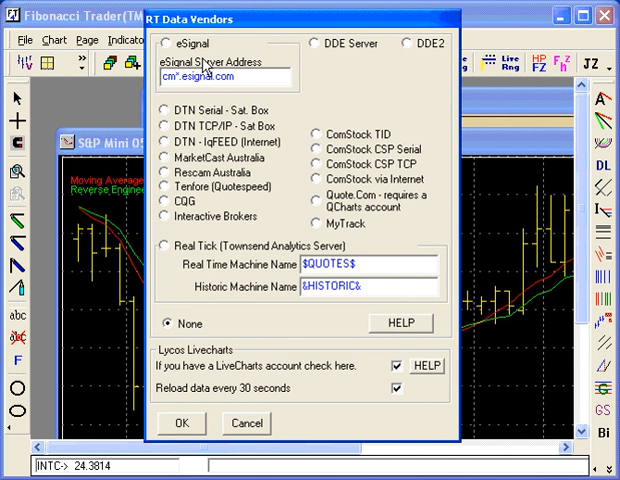 Fibonacci Trader(TM
RT Data Vendors
File Chart Page Indicato
eSignal
DDE Server
DDE2
eSignal Server Address
cm*.esignal.com
Live Rng
HP FZ
F h z
JZ
DTN Serial - Sat. Box
DTN TCP/IP - Sat Box
DTN - IqFEED (Internet)
MarketCast Australia
Rescam Australia
Tenfore (Quotespeed)
CQG
Interactive Brokers
ComStock TID
ComStock CSP Serial
ComStock CSP TCP
ComStock via Internet
Quote.Com - requires a
QCharts account
MyTrack
S&P Mini 05
Moving Average
Reverse Engine
Real Tick (Townsend Analytics Server)
Real Time Machine Name $QUOTES$
Historic Machine Name &HISTORIC&
None
HELP
Lycos Livecharts
If you have a LiveCharts account check here.
HELP
Reload data every 30 seconds
OK
Cancel
abc
abc
F
A
DL
G
GS
Bi
INTC-> 24.3814